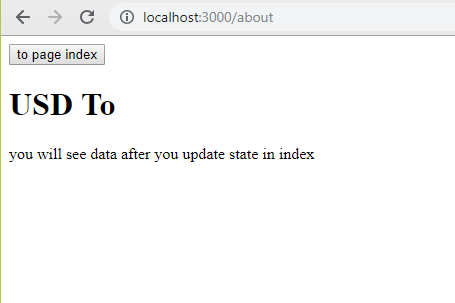 localhost:3000/about
to page index
USD To
you will see data after you update state in index